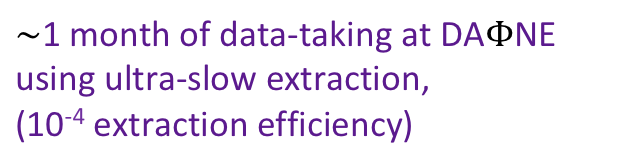 ~1 month of data-taking at DAΦNE
using ultra-slow extraction,
(10⁻⁴ extraction efficiency)